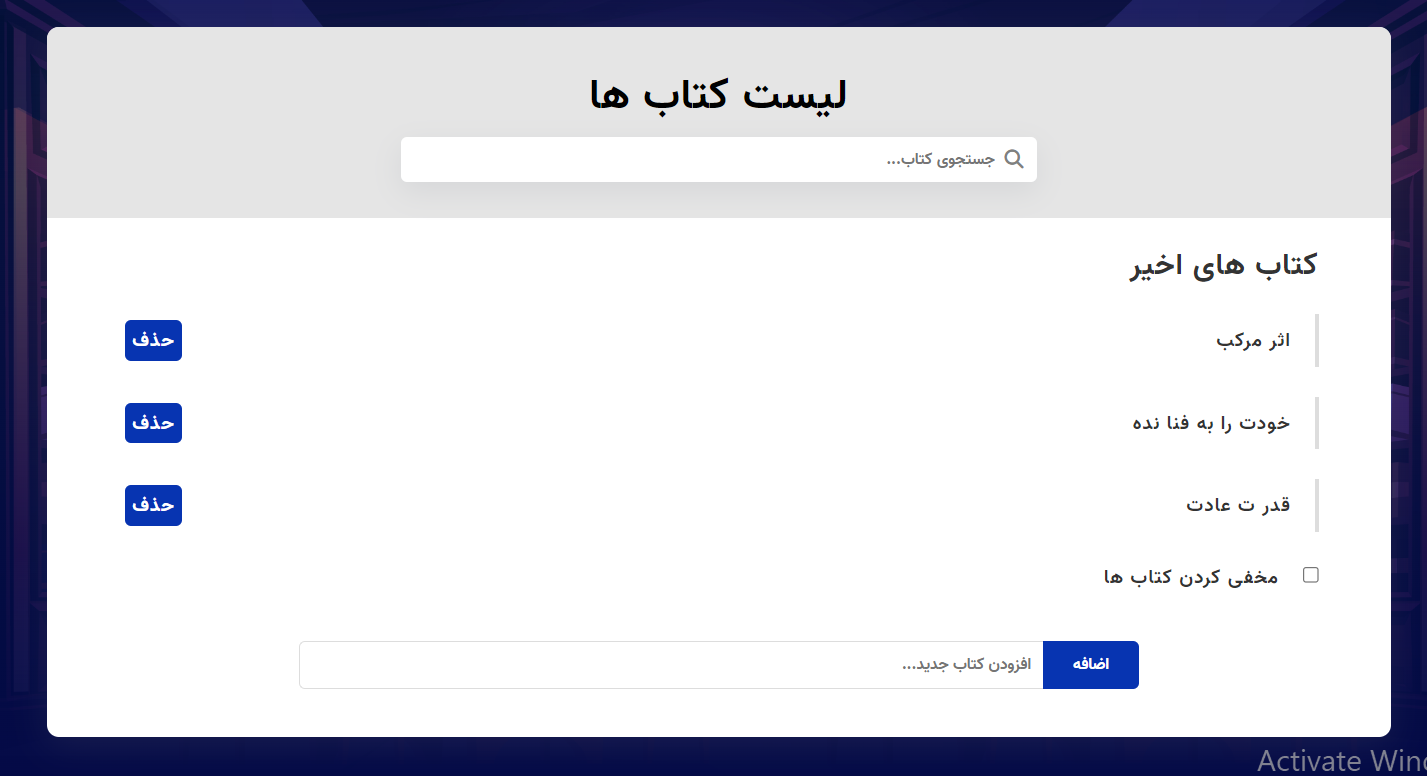 لیست کتاب ها
جستجوی کتاب...
کتاب های اخیر
اثر مرکب
حذف
خودت را به فنا نده
حذف
قدر ت عادت
حذف
مخفی کردن کتاب ها
اضافه
افزودن کتاب جدید...
Activate